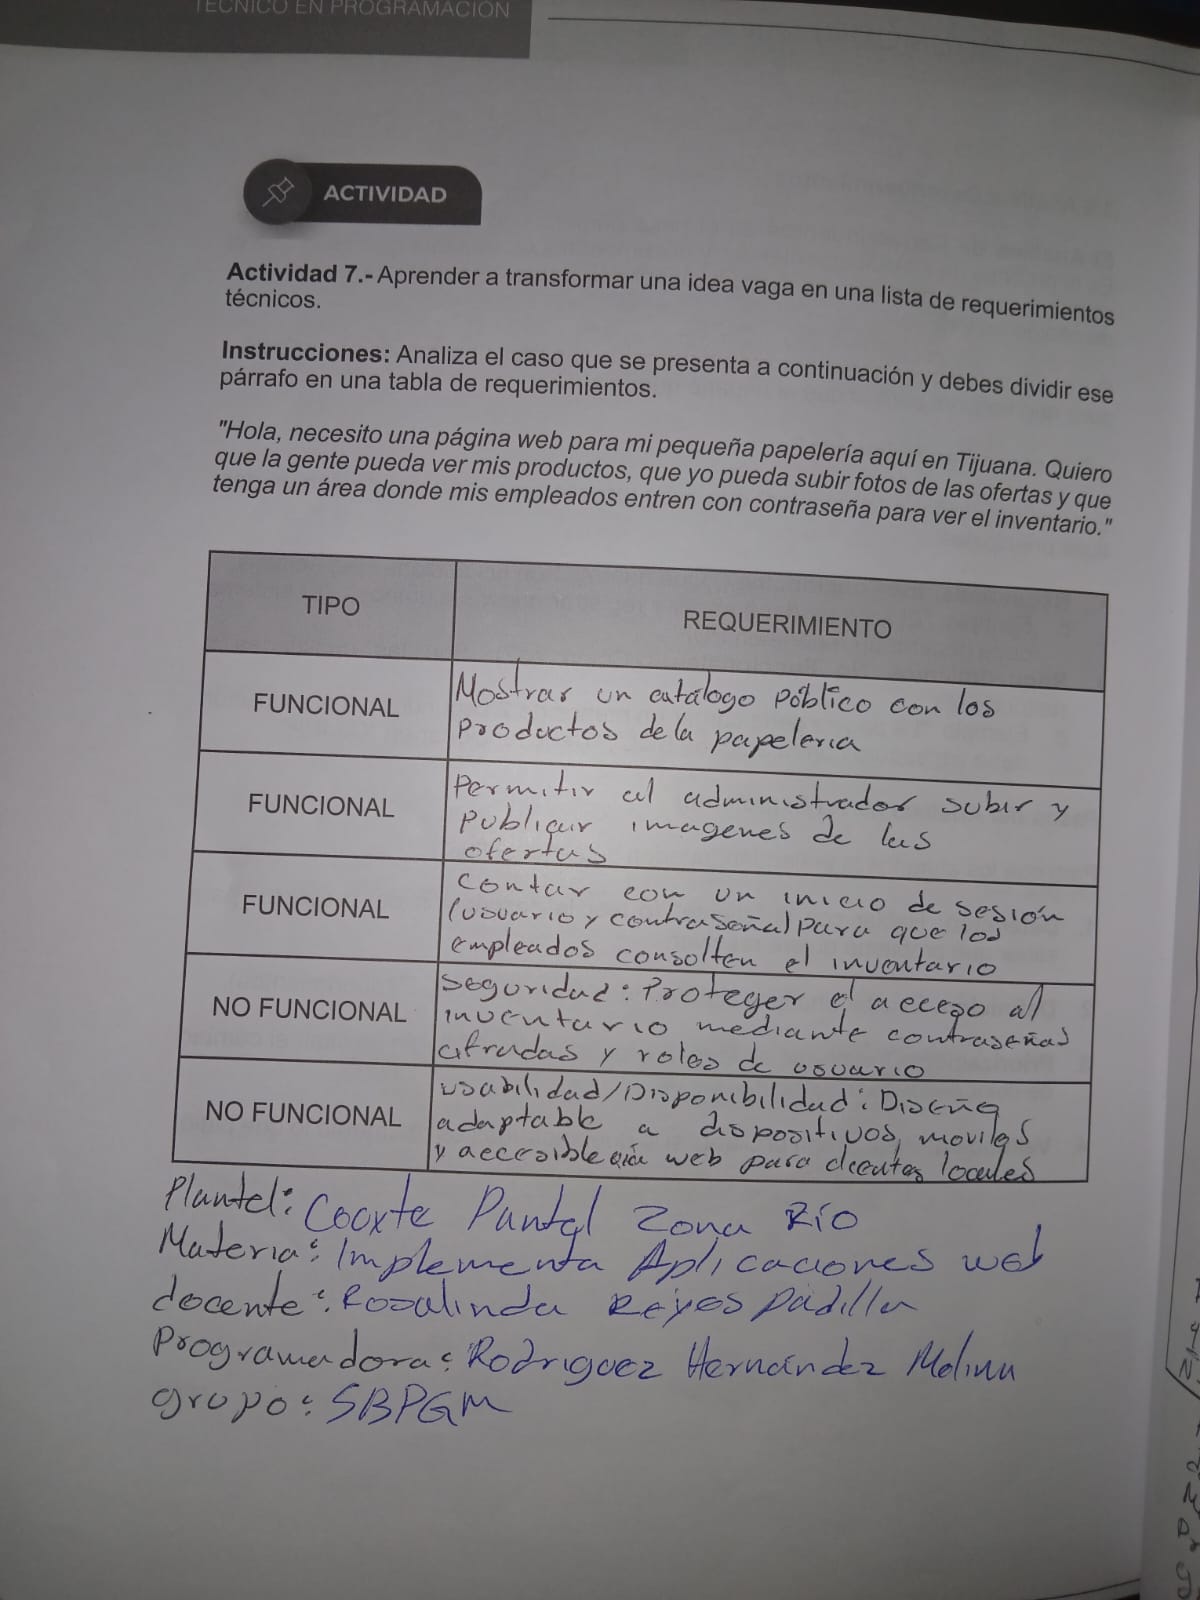 TÉCNICO EN PROGRAMACIÓN
ACTIVIDAD
Actividad 7.- Aprender a transformar una idea vaga en una lista de requerimientos
técnicos.
Instrucciones: Analiza el caso que se presenta a continuación y debes dividir ese
párrafo en una tabla de requerimientos.
"Hola, necesito una página web para mi pequeña papelería aquí en Tijuana. Quiero
que la gente pueda ver mis productos, que yo pueda subir fotos de las ofertas y que
tenga un área donde mis empleados entren con contraseña para ver el inventario."
TIPO
REQUERIMIENTO
FUNCIONAL
Mostrar un catálogo público con los
productos de la papeleria
FUNCIONAL
Permitir al administrador subir y
publicar imagenes de las
ofertas
FUNCIONAL
Contar con un inicio de sesión
(usuario y contraseña) para que los
empleados consulten el inventario
NO FUNCIONAL
Seguridad: Proteger el acceso al
inventario mediante contraseñas
cifradas y roles de usuario
NO FUNCIONAL
usabilidad/Disponibilidad: Diseño
adaptable a dispositivos moviles
y accesible vía web para clientes locales
Plantel: Zona Río
Materia: Implementa Aplicaciones web
docente: Rosalinda Reyes Padilla
Programadora: Rodriguez Hernández Molina
grupo: SBPGM